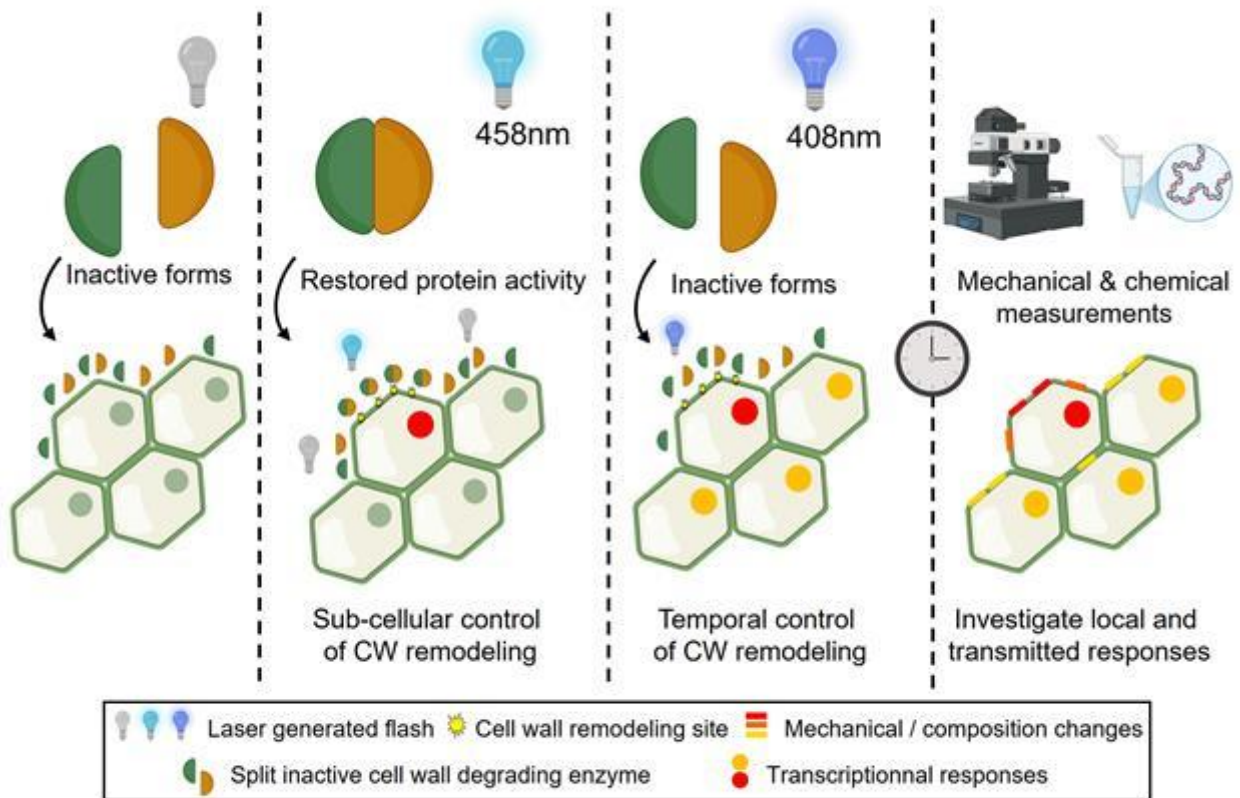 458nm
408nm
Inactive forms
Restored protein activity
Inactive forms
Mechanical & chemical
measurements
Sub-cellular control
of CW remodeling
Temporal control
of CW remodeling
Investigate local and
transmitted responses
Laser generated flash
Cell wall remodeling site
Mechanical / composition changes
Split inactive cell wall degrading enzyme
Transcriptionnal responses